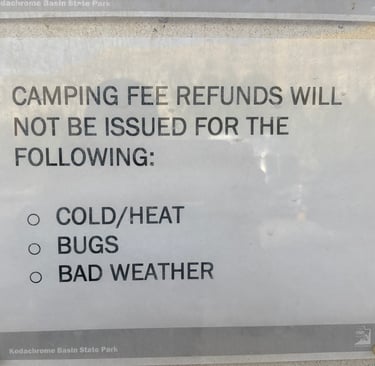 Kodachrome Basin State Park
CAMPING FEE REFUNDS WILL
NOT BE ISSUED FOR THE
FOLLOWING:
○ COLD/HEAT
○ BUGS
○ BAD WEATHER
Kodachrome Basin State Park